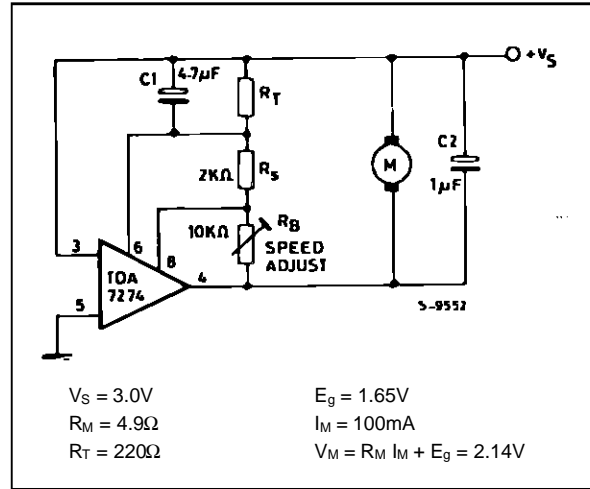 +VS
C1
4.7µF
RT
C2
1µF
M
2KΩ
RS
10KΩ
RB
SPEED
ADJUST
3
6
8
TDA
7274
4
5
S-9552
VS = 3.0V
RM = 4.9Ω
RT = 220Ω
Eg = 1.65V
IM = 100mA
VM = RM IM + Eg = 2.14V